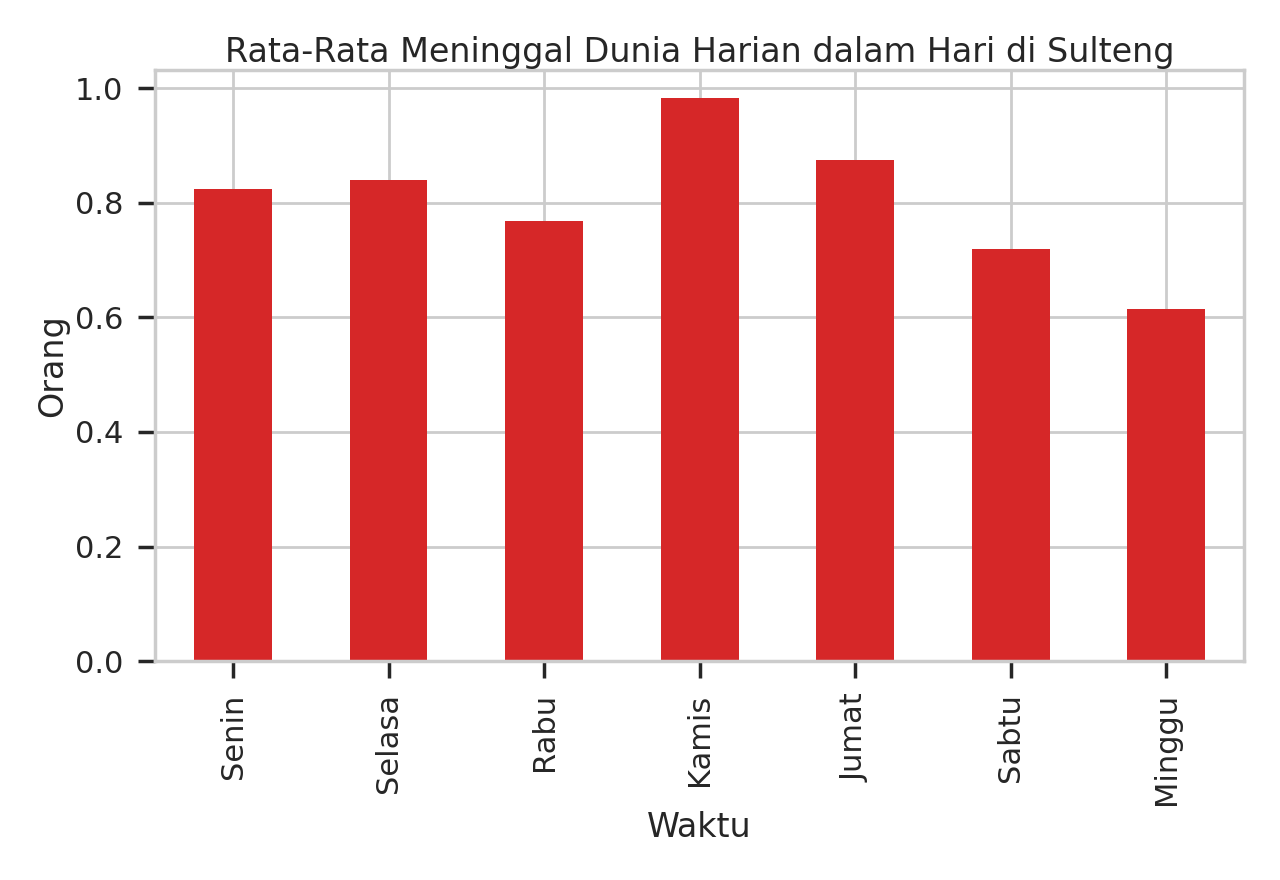 Rata-Rata Meninggal Dunia Harian dalam Hari di Sulteng
1.0
0.8
0.6
0.4
0.2
0.0
Orang
Senin
Selasa
Rabu
Kamis
Jumat
Sabtu
Minggu
Waktu